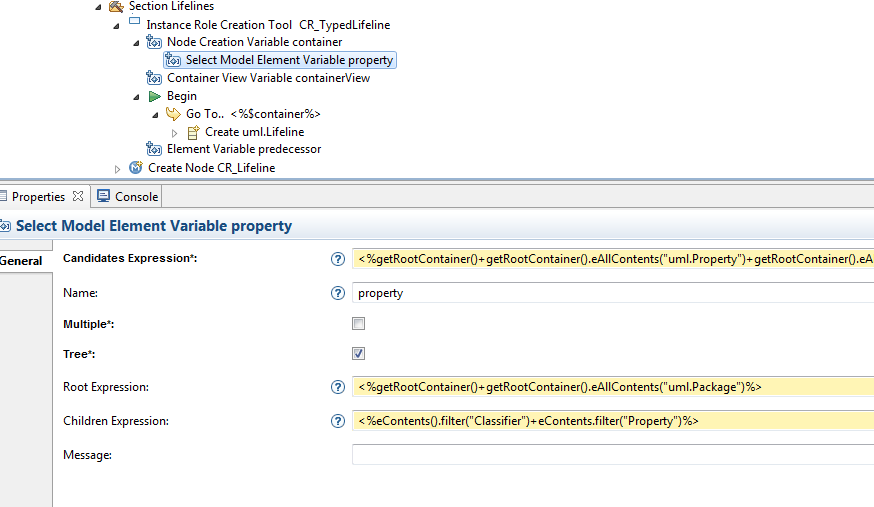 Section Lifelines
Instance Role Creation Tool CR_TypedLifeline
Node Creation Variable container
Select Model Element Variable property
Container View Variable containerView
Begin
Go To.. <%$container%>
Create uml.Lifeline
Element Variable predecessor
Create Node CR_Lifeline
Properties Console
Select Model Element Variable property
General
Candidates Expression*: ? <%getRootContainer()+getRootContainer().eAllContents("uml.Property")+getRootContainer().eA
Name: ? property
Multiple*:
Tree*:
Root Expression: ? <%getRootContainer()+getRootContainer().eAllContents("uml.Package")%>
Children Expression: ? <%eContents().filter("Classifier")+eContents.filter("Property")%>
Message: